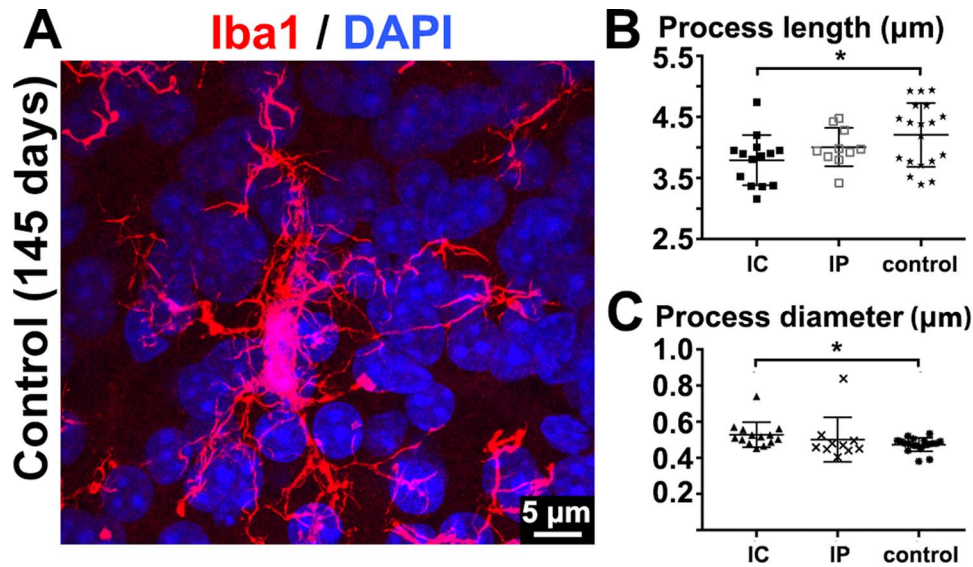 A
Iba1 / DAPI
Control (145 days)
5 µm
B Process length (µm)
*
5.5
4.5
3.5
2.5
IC IP control
C Process diameter (µm)
*
1.0
0.8
0.6
0.4
0.2
IC IP control